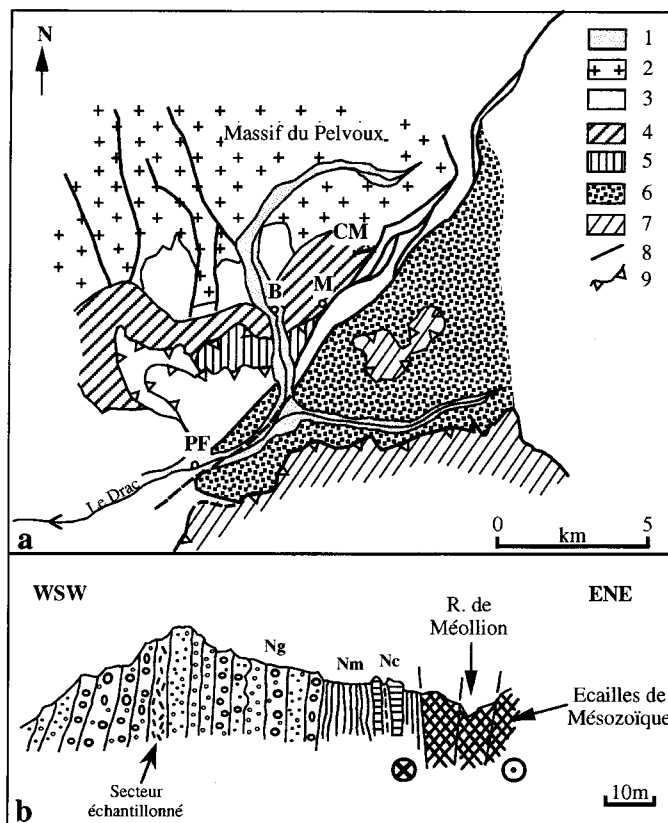 N
Massif du Pelvoux
CM
B
M
PF
Le Drac
1
2
3
4
5
6
7
8
9
0 5
km
a
WSW
ENE
R. de
Méollion
Ng
Nm
Nc
Ecailles de
Mésozoïque
Secteur
échantillonné
10m
b